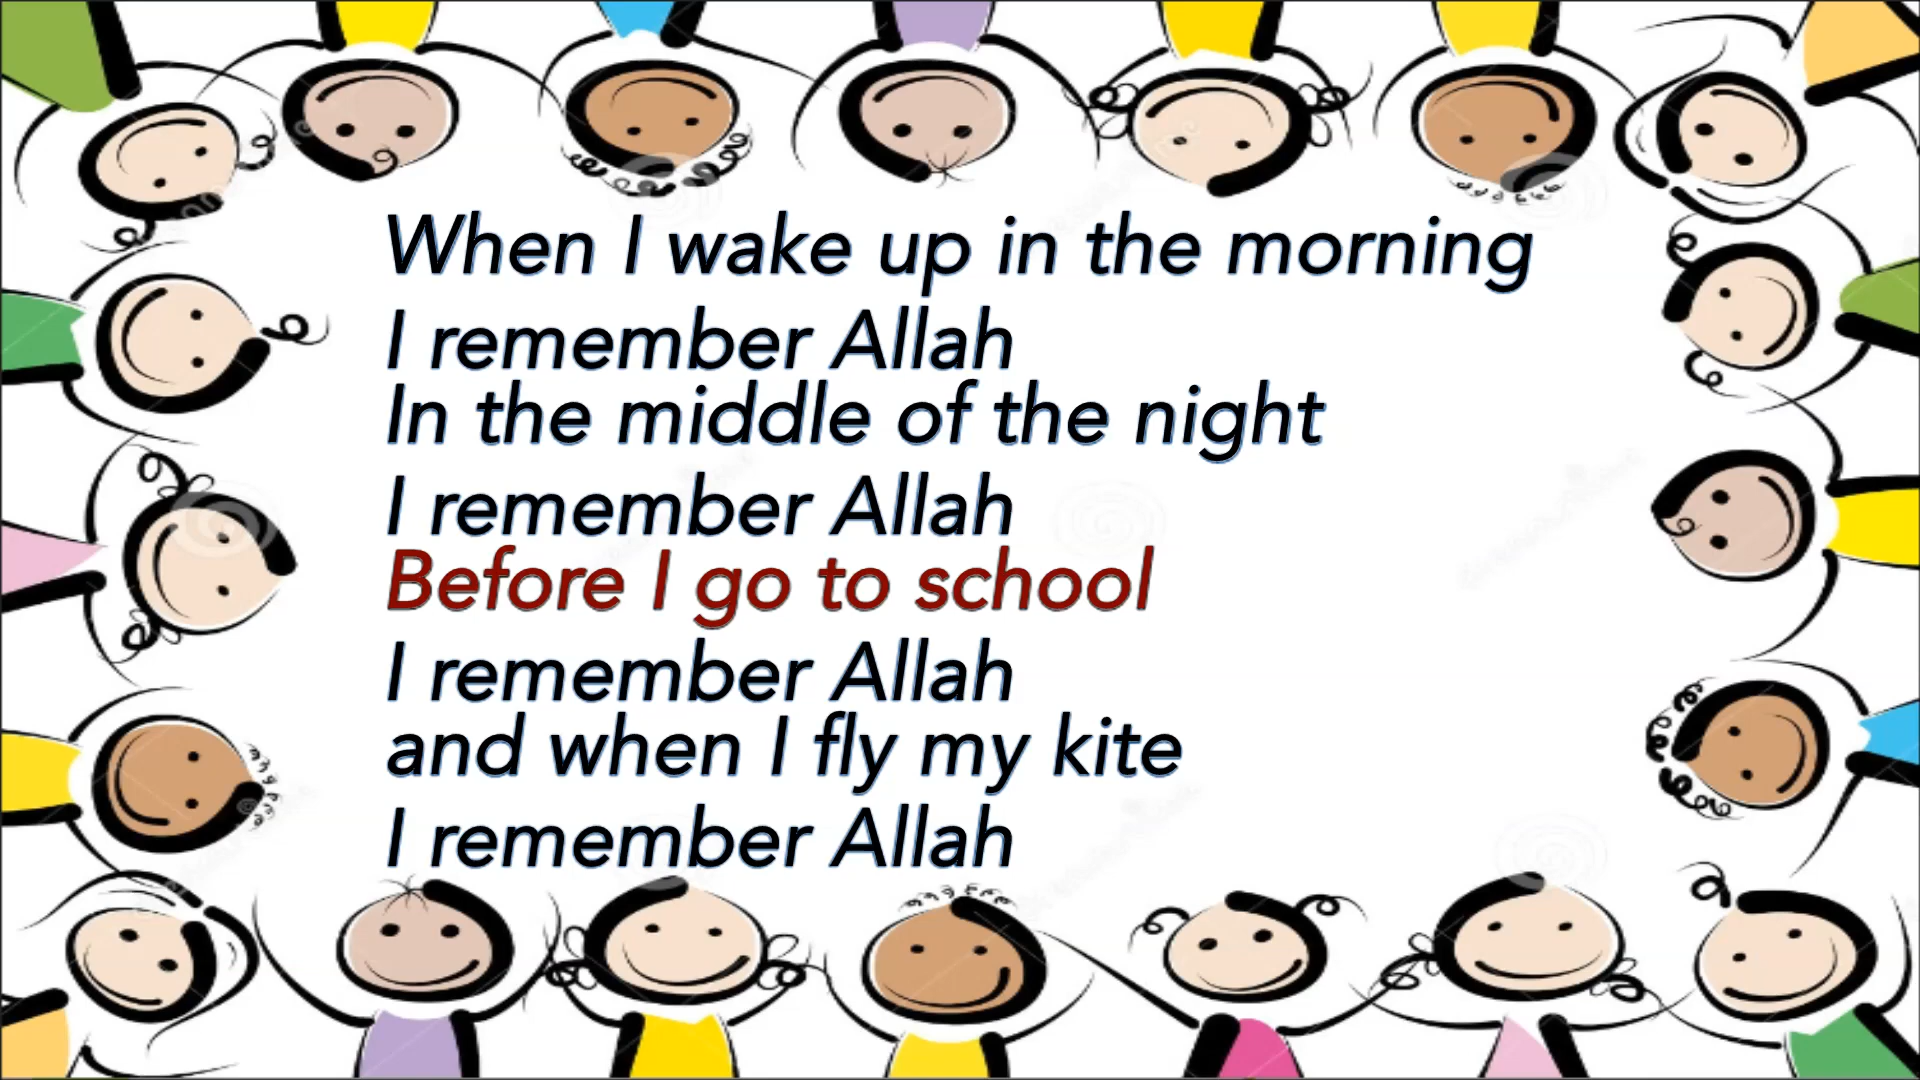 When I wake up in the morning
I remember Allah
In the middle of the night
I remember Allah
Before I go to school
I remember Allah
and when I fly my kite
I remember Allah